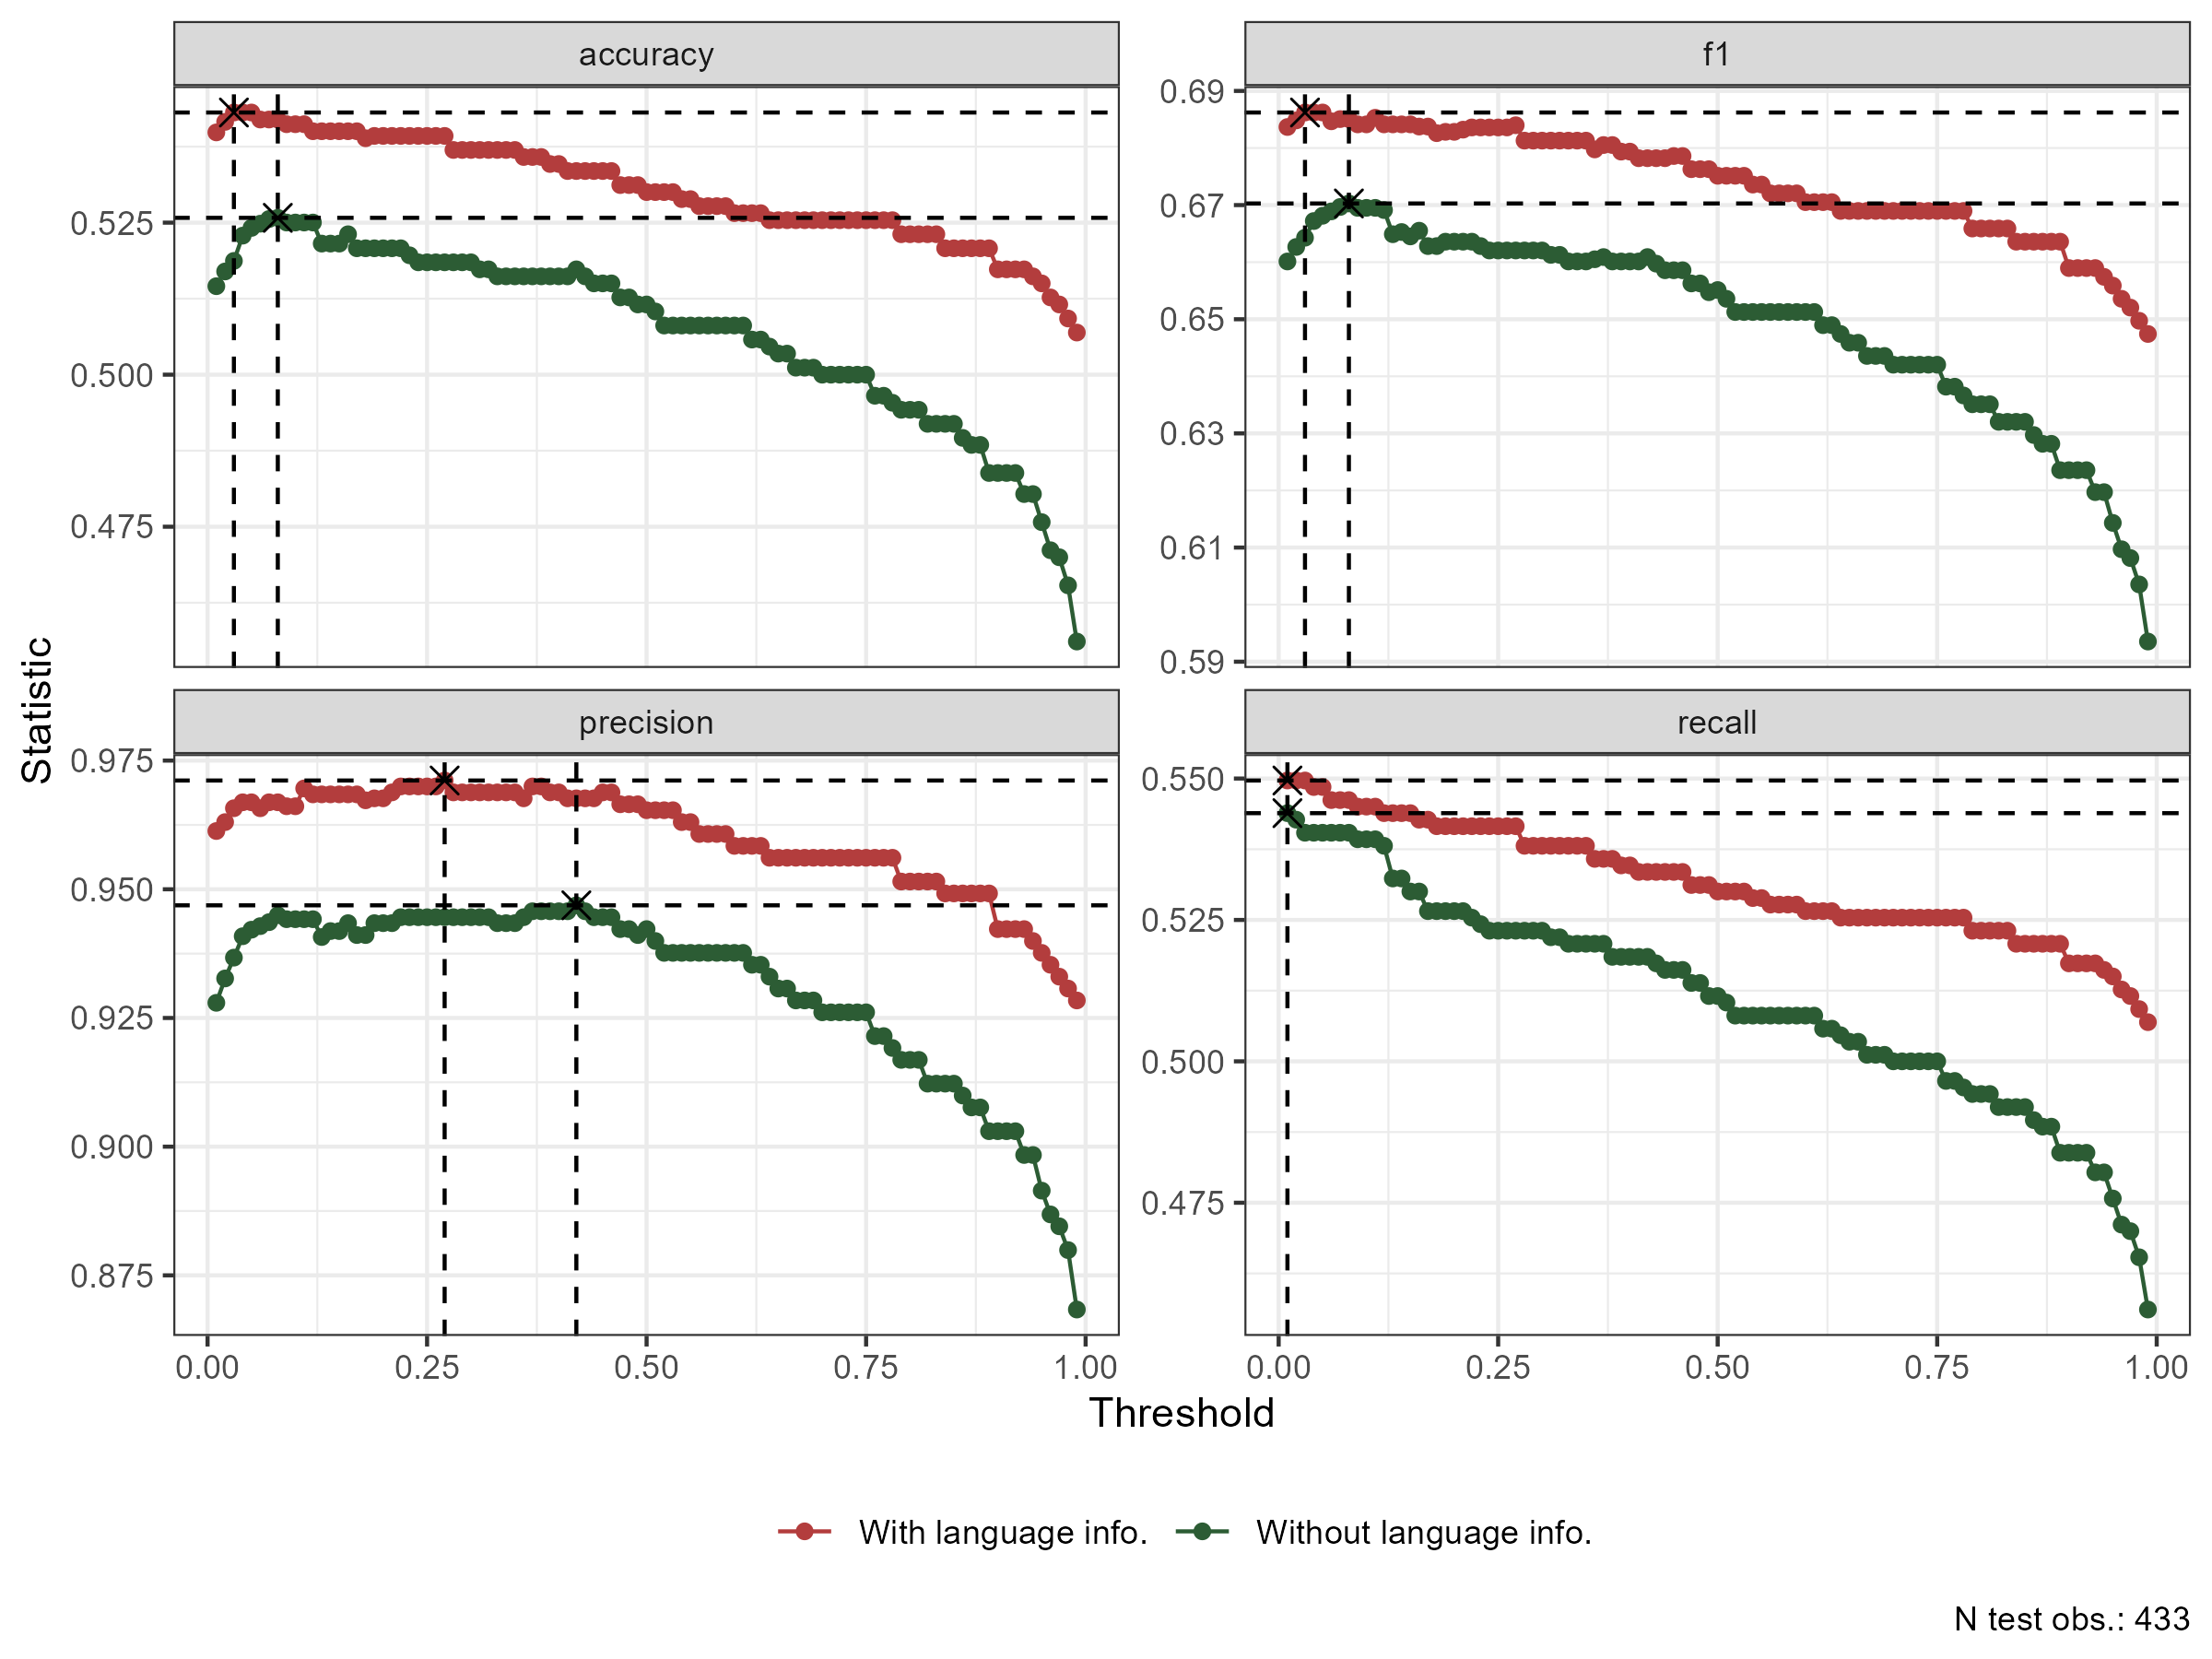 accuracy
f1
0.525
0.500
0.475
0.69
0.67
0.65
0.63
0.61
0.59
Statistic
precision
recall
0.975
0.950
0.925
0.900
0.875
0.550
0.525
0.500
0.475
0.00 0.25 0.50 0.75 1.00
0.00 0.25 0.50 0.75 1.00
Threshold
With language info. Without language info.
N test obs.: 433